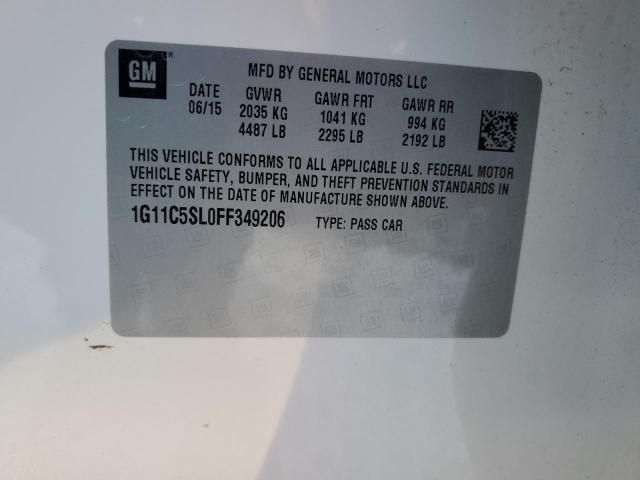 GM
MFD BY GENERAL MOTORS LLC
DATE GVWR GAWR FRT GAWR RR
06/15 2035 KG 1041 KG 994 KG
4487 LB 2295 LB 2192 LB
THIS VEHICLE CONFORMS TO ALL APPLICABLE U.S. FEDERAL MOTOR
VEHICLE SAFETY, BUMPER, AND THEFT PREVENTION STANDARDS IN
EFFECT ON THE DATE OF MANUFACTURE SHOWN ABOVE.
1G11C5SL0FF349206 TYPE: PASS CAR